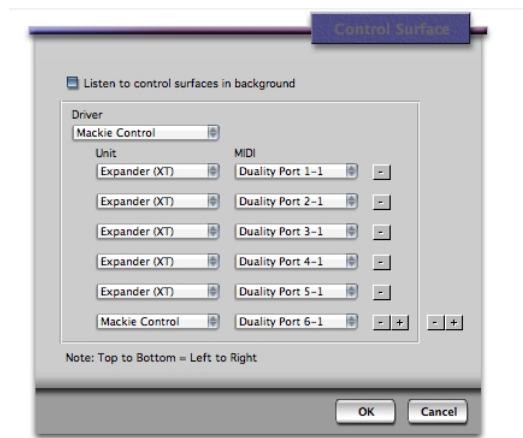 Control Surface
Listen to control surfaces in background
Driver
Mackie Control
Unit MIDI
Expander (XT) Duality Port 1-1 -
Expander (XT) Duality Port 2-1 -
Expander (XT) Duality Port 3-1 -
Expander (XT) Duality Port 4-1 -
Expander (XT) Duality Port 5-1 -
Mackie Control Duality Port 6-1 - + - +
Note: Top to Bottom = Left to Right
OK Cancel